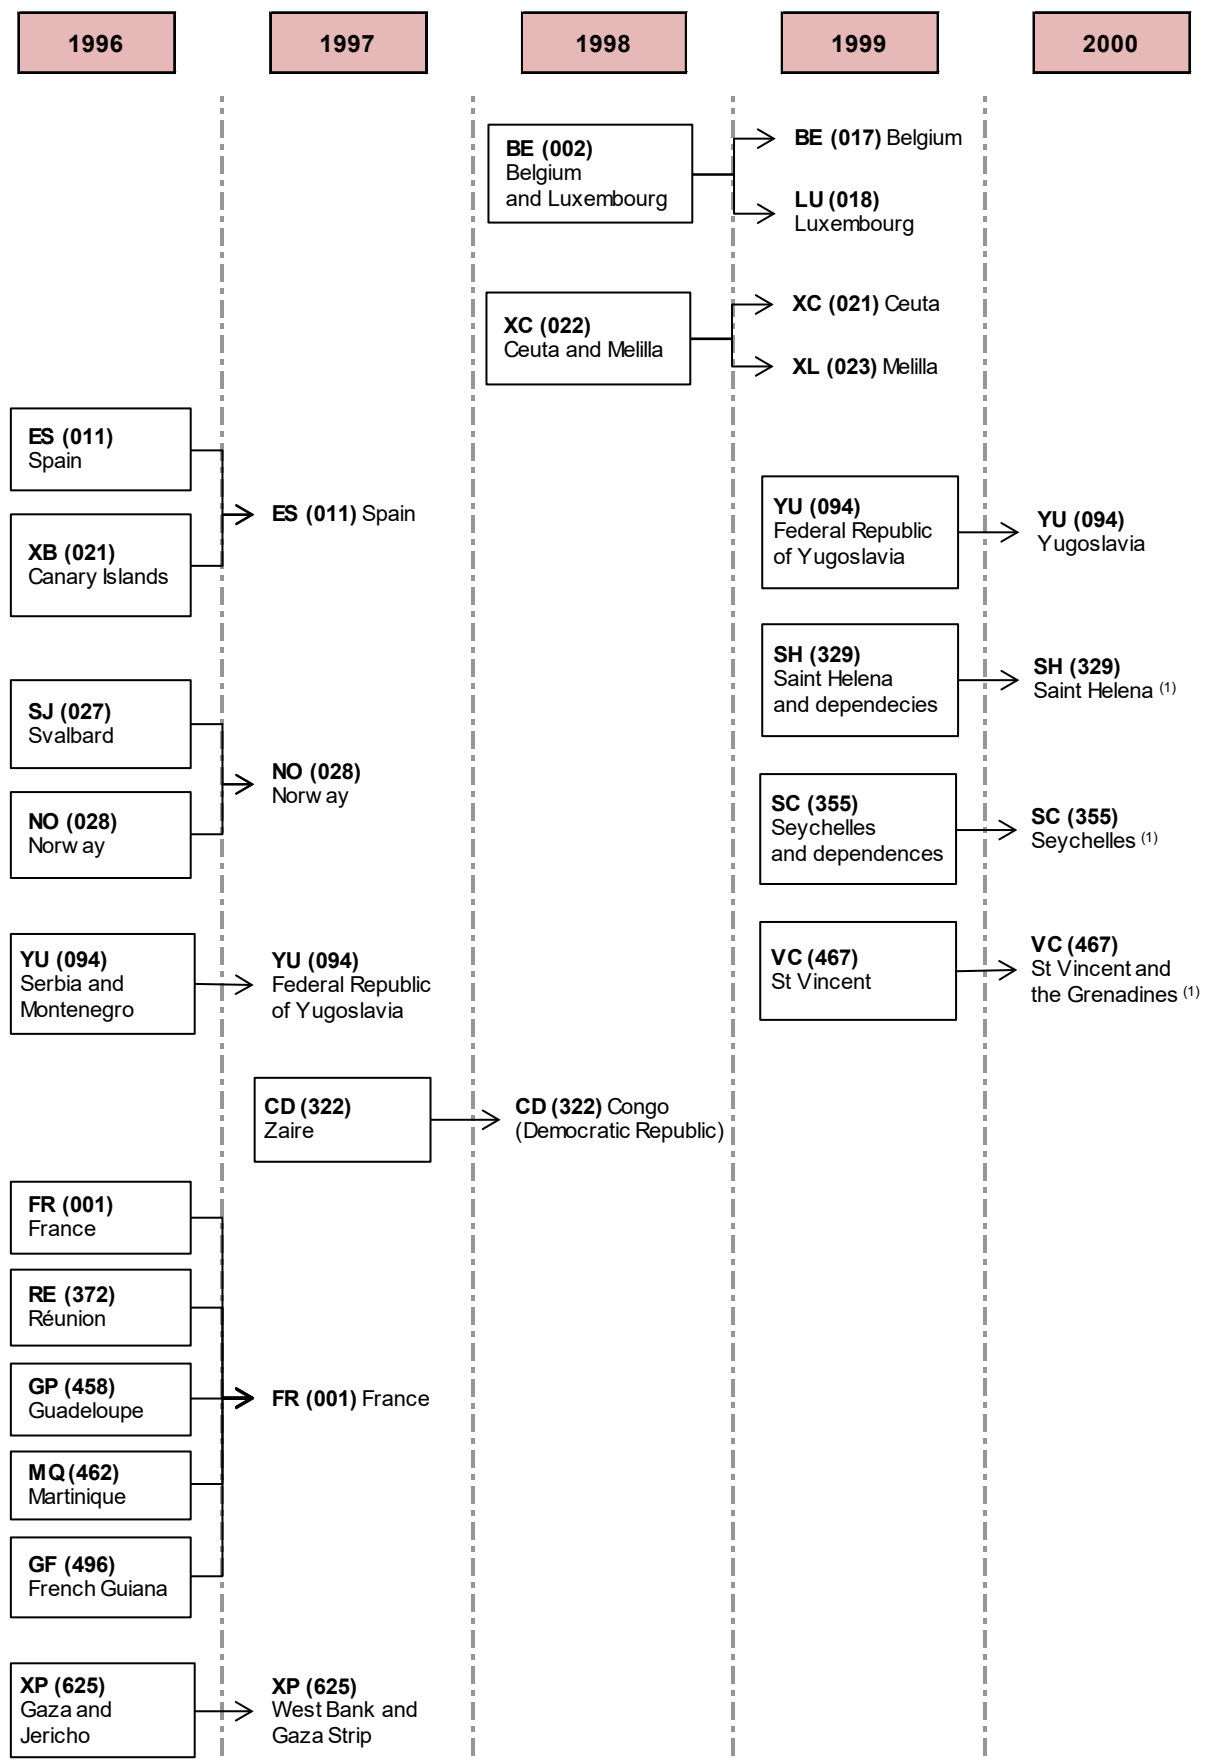 1996
1997
1998
1999
2000
BE (002)
Belgium
and Luxembourg
BE (017) Belgium
LU (018)
Luxembourg
XC (022)
Ceuta and Melilla
XC (021) Ceuta
XL (023) Melilla
ES (011)
Spain
XB (021)
Canary Islands
ES (011) Spain
YU (094)
Federal Republic
of Yugoslavia
YU (094)
Yugoslavia
SH (329)
Saint Helena
and dependecies
SH (329)
Saint Helena (1)
SJ (027)
Svalbard
NO (028)
Norway
NO (028)
Norway
SC (355)
Seychelles
and dependences
SC (355)
Seychelles (1)
YU (094)
Serbia and
Montenegro
YU (094)
Federal Republic
of Yugoslavia
VC (467)
St Vincent
VC (467)
St Vincent and
the Grenadines (1)
CD (322)
Zaire
CD (322) Congo
(Democratic Republic)
FR (001)
France
RE (372)
Réunion
GP (458)
Guadeloupe
MQ (462)
Martinique
GF (496)
French Guiana
FR (001) France
XP (625)
Gaza and
Jericho
XP (625)
West Bank and
Gaza Strip